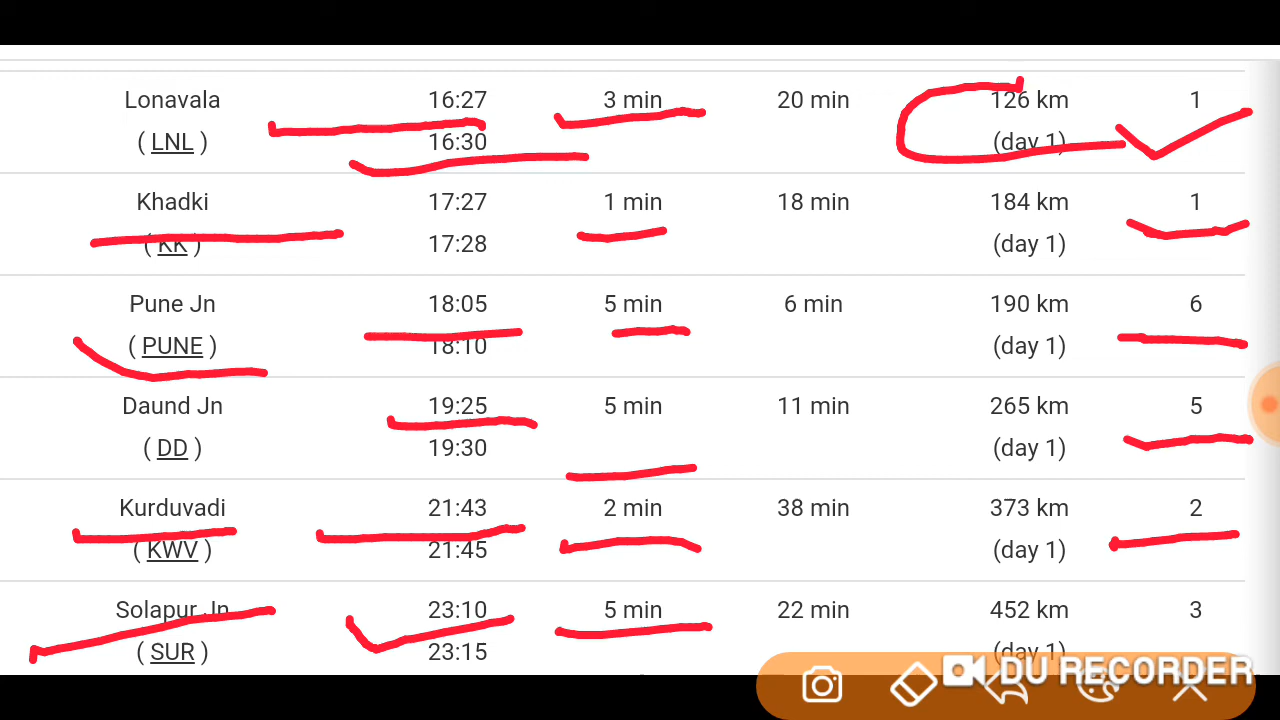 Lonavala 16:27 3 min 20 min 126 km 1
( LNL ) 16:30 (day 1)
Khadki 17:27 1 min 18 min 184 km 1
( KK ) 17:28 (day 1)
Pune Jn 18:05 5 min 6 min 190 km 6
( PUNE ) 18:10 (day 1)
Daund Jn 19:25 5 min 11 min 265 km 5
( DD ) 19:30 (day 1)
Kurduvadi 21:43 2 min 38 min 373 km 2
( KWV ) 21:45 (day 1)
Solapur Jn 23:10 5 min 22 min 452 km 3
( SUR ) 23:15 (day 1)
DU RECORDER